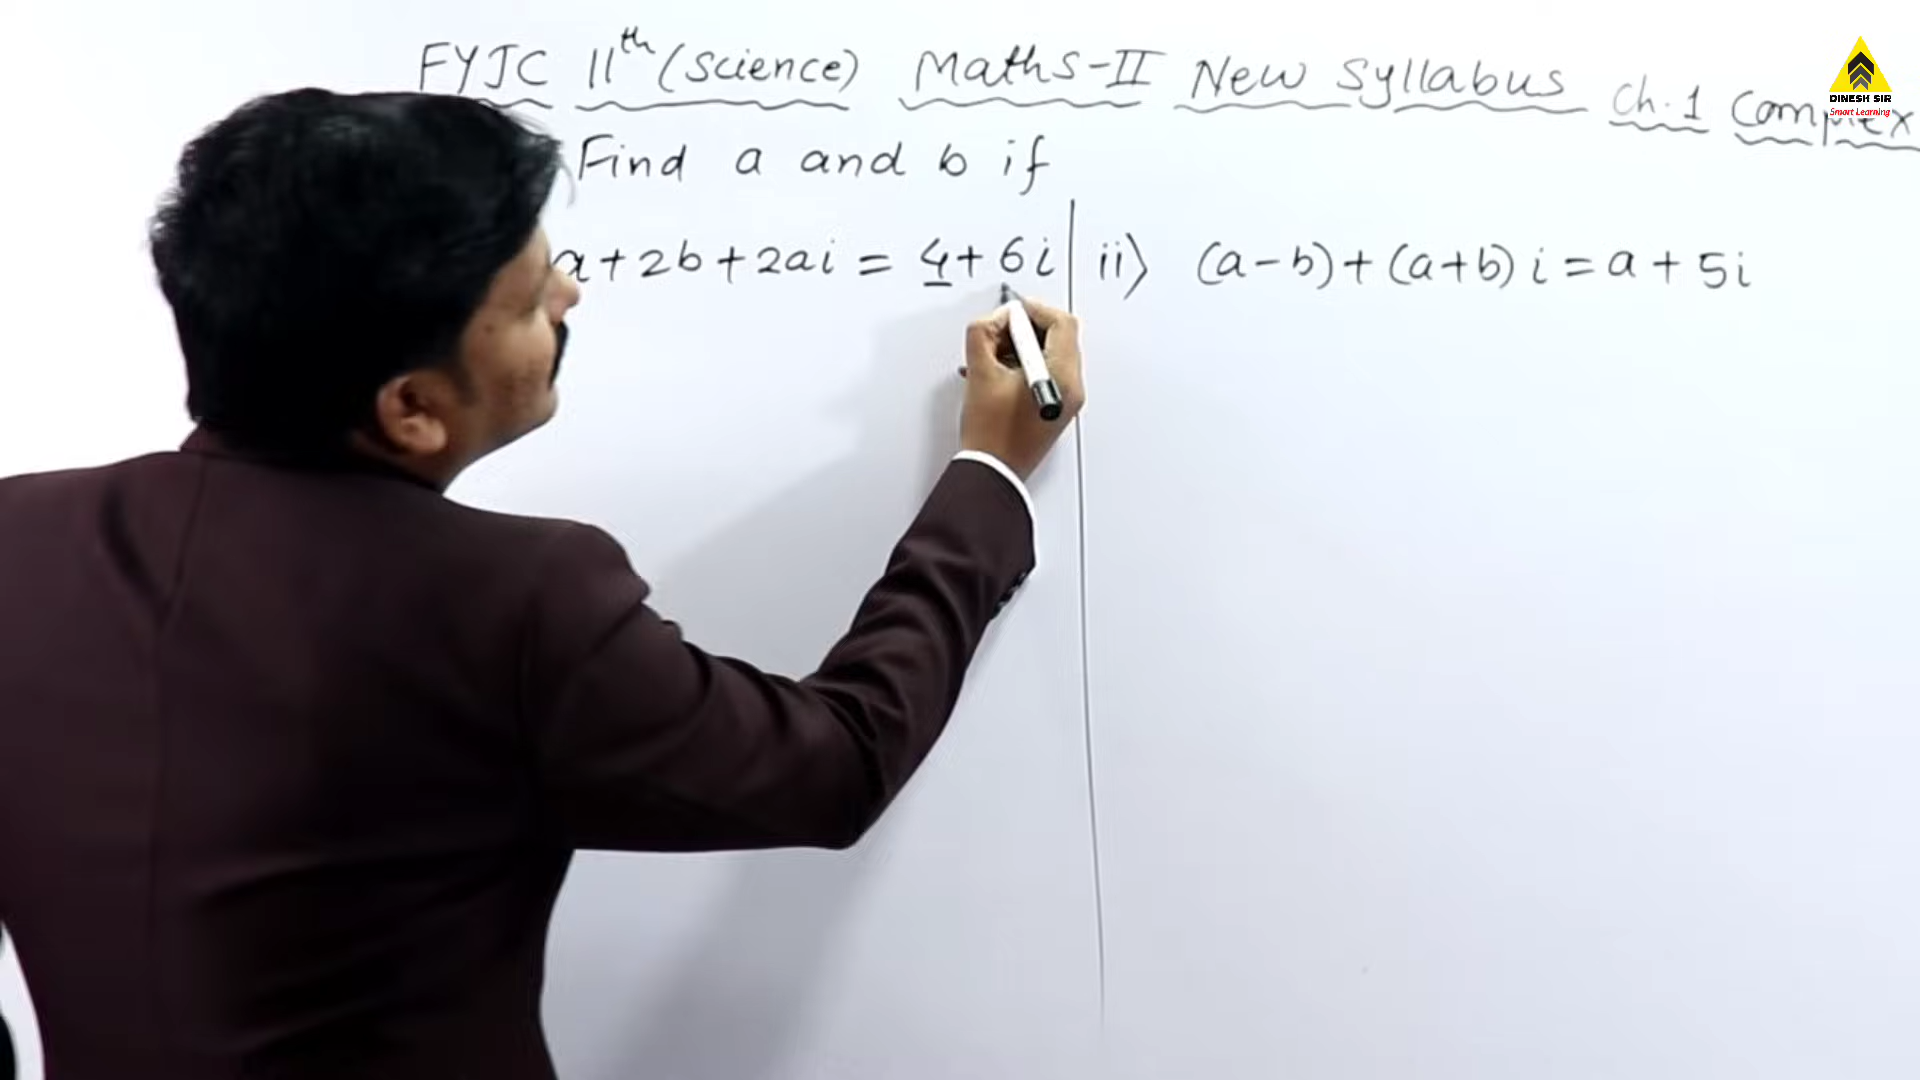 FYJC 11th (Science) Maths-II New Syllabus Ch.1 Complex
Find a and b if
a+2b+2ai = 4+6i
ii) (a-b)+(a+b)i = a+5i
DINESH SIR
Smart Learning